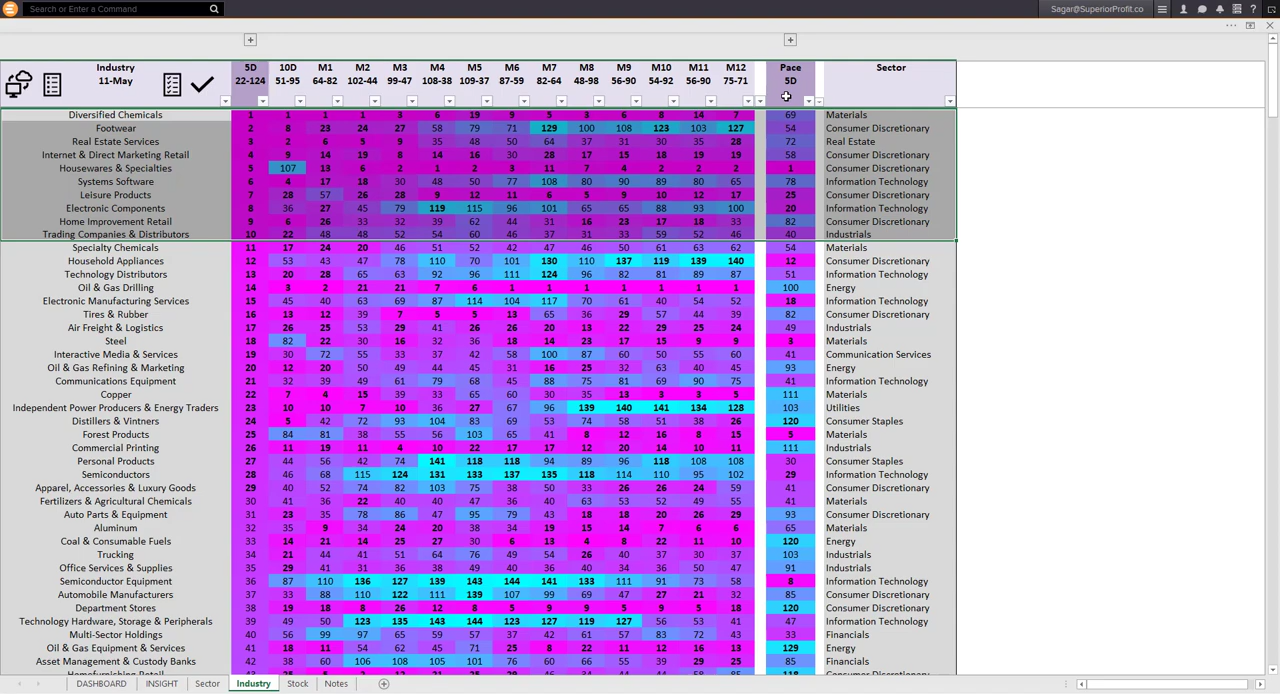 Search or Enter Command
Sagar@SuperiorProfit.co
Industry 5D 10D M1 M2 M3 M4 M5 M6 M7 M8 M9 M10 M11 M12 Pace Sector
11-May 22-124 51-95 64-82 102-44 99-47 108-38 109-37 87-59 82-64 48-98 56-90 54-92 56-90 75-71 5D
Diversified Chemicals 1 1 1 1 3 6 19 9 5 3 6 8 14 7 69 Materials
Footwear 2 8 23 24 27 58 79 71 129 100 108 123 103 127 54 Consumer Discretionary
Real Estate Services 3 2 6 5 9 35 48 50 64 37 31 30 35 28 72 Real Estate
Internet & Direct Marketing Retail 4 9 14 19 8 14 16 30 28 17 15 18 19 19 58 Consumer Discretionary
Housewares & Specialties 5 107 13 6 2 1 2 3 11 7 4 2 2 2 1 Consumer Discretionary
Systems Software 6 4 17 18 30 48 50 77 108 80 90 89 80 65 78 Information Technology
Leisure Products 7 28 57 26 28 9 12 11 6 5 9 10 12 17 25 Consumer Discretionary
Electronic Components 8 36 27 45 79 119 115 96 101 65 65 88 93 100 20 Information Technology
Home Improvement Retail 9 6 26 33 32 39 62 44 31 16 23 17 18 33 82 Consumer Discretionary
Trading Companies & Distributors 10 22 48 48 52 54 60 46 37 31 33 59 52 46 40 Industrials
Specialty Chemicals 11 17 24 20 46 51 52 42 47 46 50 61 63 62 54 Materials
Household Appliances 12 53 43 47 78 110 70 101 130 110 137 119 139 140 12 Consumer Discretionary
Technology Distributors 13 20 28 65 63 92 96 111 124 96 82 81 89 87 51 Information Technology
Oil & Gas Drilling 14 3 2 21 21 7 6 1 1 1 1 1 1 1 100 Energy
Electronic Manufacturing Services 15 45 40 63 69 87 114 104 117 70 61 40 54 52 18 Information Technology
Tires & Rubber 16 13 12 39 7 5 5 13 65 36 29 57 44 39 82 Consumer Discretionary
Air Freight & Logistics 17 26 25 53 29 41 26 26 20 13 22 29 25 24 49 Industrials
Steel 18 82 22 30 16 32 36 18 14 23 17 15 9 9 3 Materials
Interactive Media & Services 19 30 72 55 33 37 42 58 100 87 60 50 55 60 41 Communication Services
Oil & Gas Refining & Marketing 20 12 20 50 49 44 44 41 16 25 32 63 40 45 93 Energy
Communications Equipment 21 32 39 49 61 79 68 45 88 75 81 69 90 75 41 Information Technology
Copper 22 7 4 15 39 33 65 60 30 35 13 3 3 5 111 Materials
Independent Power Producers & Energy Traders 23 10 10 7 10 36 27 67 96 139 140 141 134 128 103 Utilities
Distillers & Vintners 24 5 42 72 93 104 83 69 53 74 58 51 38 26 120 Consumer Staples
Forest Products 25 84 81 38 55 56 103 65 41 8 12 16 8 15 5 Materials
Commercial Printing 26 11 19 11 4 10 22 17 17 12 20 14 10 11 111 Industrials
Personal Products 27 44 56 42 74 141 118 118 94 89 96 118 108 108 30 Consumer Staples
Semiconductors 28 46 68 115 124 131 133 137 135 118 114 110 95 102 29 Information Technology
Apparel, Accessories & Luxury Goods 29 40 52 74 82 103 75 38 50 33 26 26 24 59 41 Consumer Discretionary
Fertilizers & Agricultural Chemicals 30 41 36 22 40 40 47 36 40 63 53 52 49 55 41 Materials
Auto Parts & Equipment 31 23 35 78 86 47 95 79 43 18 18 20 26 29 93 Consumer Discretionary
Aluminum 32 35 9 34 24 20 38 34 19 15 14 7 6 6 65 Materials
Coal & Consumable Fuels 33 14 21 14 25 27 30 6 13 4 8 22 11 10 120 Energy
Trucking 34 21 44 41 51 64 76 49 54 26 40 37 30 37 103 Industrials
Office Services & Supplies 35 29 41 31 36 38 49 40 36 40 34 36 50 47 91 Industrials
Semiconductor Equipment 36 87 110 136 127 139 143 144 141 133 111 91 73 58 8 Information Technology
Automobile Manufacturers 37 33 88 110 122 111 139 107 99 69 47 27 21 32 85 Consumer Discretionary
Department Stores 38 19 18 8 26 12 8 5 9 9 5 9 5 18 120 Consumer Discretionary
Technology Hardware, Storage & Peripherals 39 49 50 123 135 143 144 123 127 119 127 56 53 41 47 Information Technology
Multi-Sector Holdings 40 56 99 97 65 59 57 37 42 61 57 83 72 43 33 Financials
Oil & Gas Equipment & Services 41 18 11 54 62 45 71 25 8 22 11 12 16 13 129 Energy
Asset Management & Custody Banks 42 38 60 106 108 105 101 76 60 66 55 39 29 25 85 Financials
DASHBOARD INSIGHT Sector Industry Stock Notes